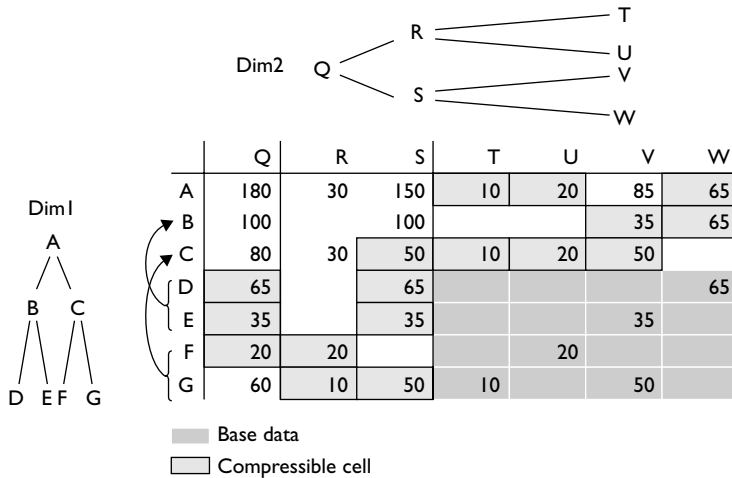 T
R
U
Dim2 Q
V
S
W
Q R S T U V W
A 180 30 150 10 20 85 65
Dim1
B 100 100 35 65
A
C 80 30 50 10 20 50
D 65 65 65
B C
E 35 35 35
F 20 20 20
D E F G
G 60 10 50 10 50
Base data
Compressible cell